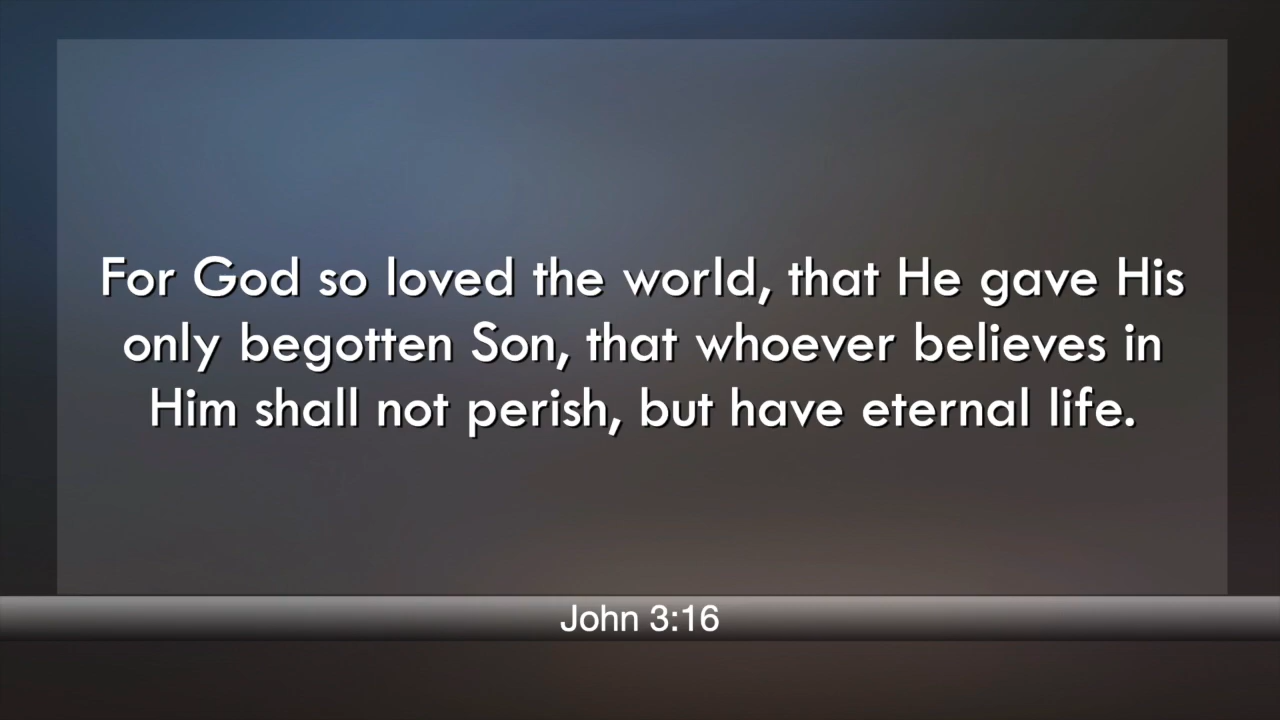 For God so loved the world, that He gave His
only begotten Son, that whoever believes in
Him shall not perish, but have eternal life.
John 3:16